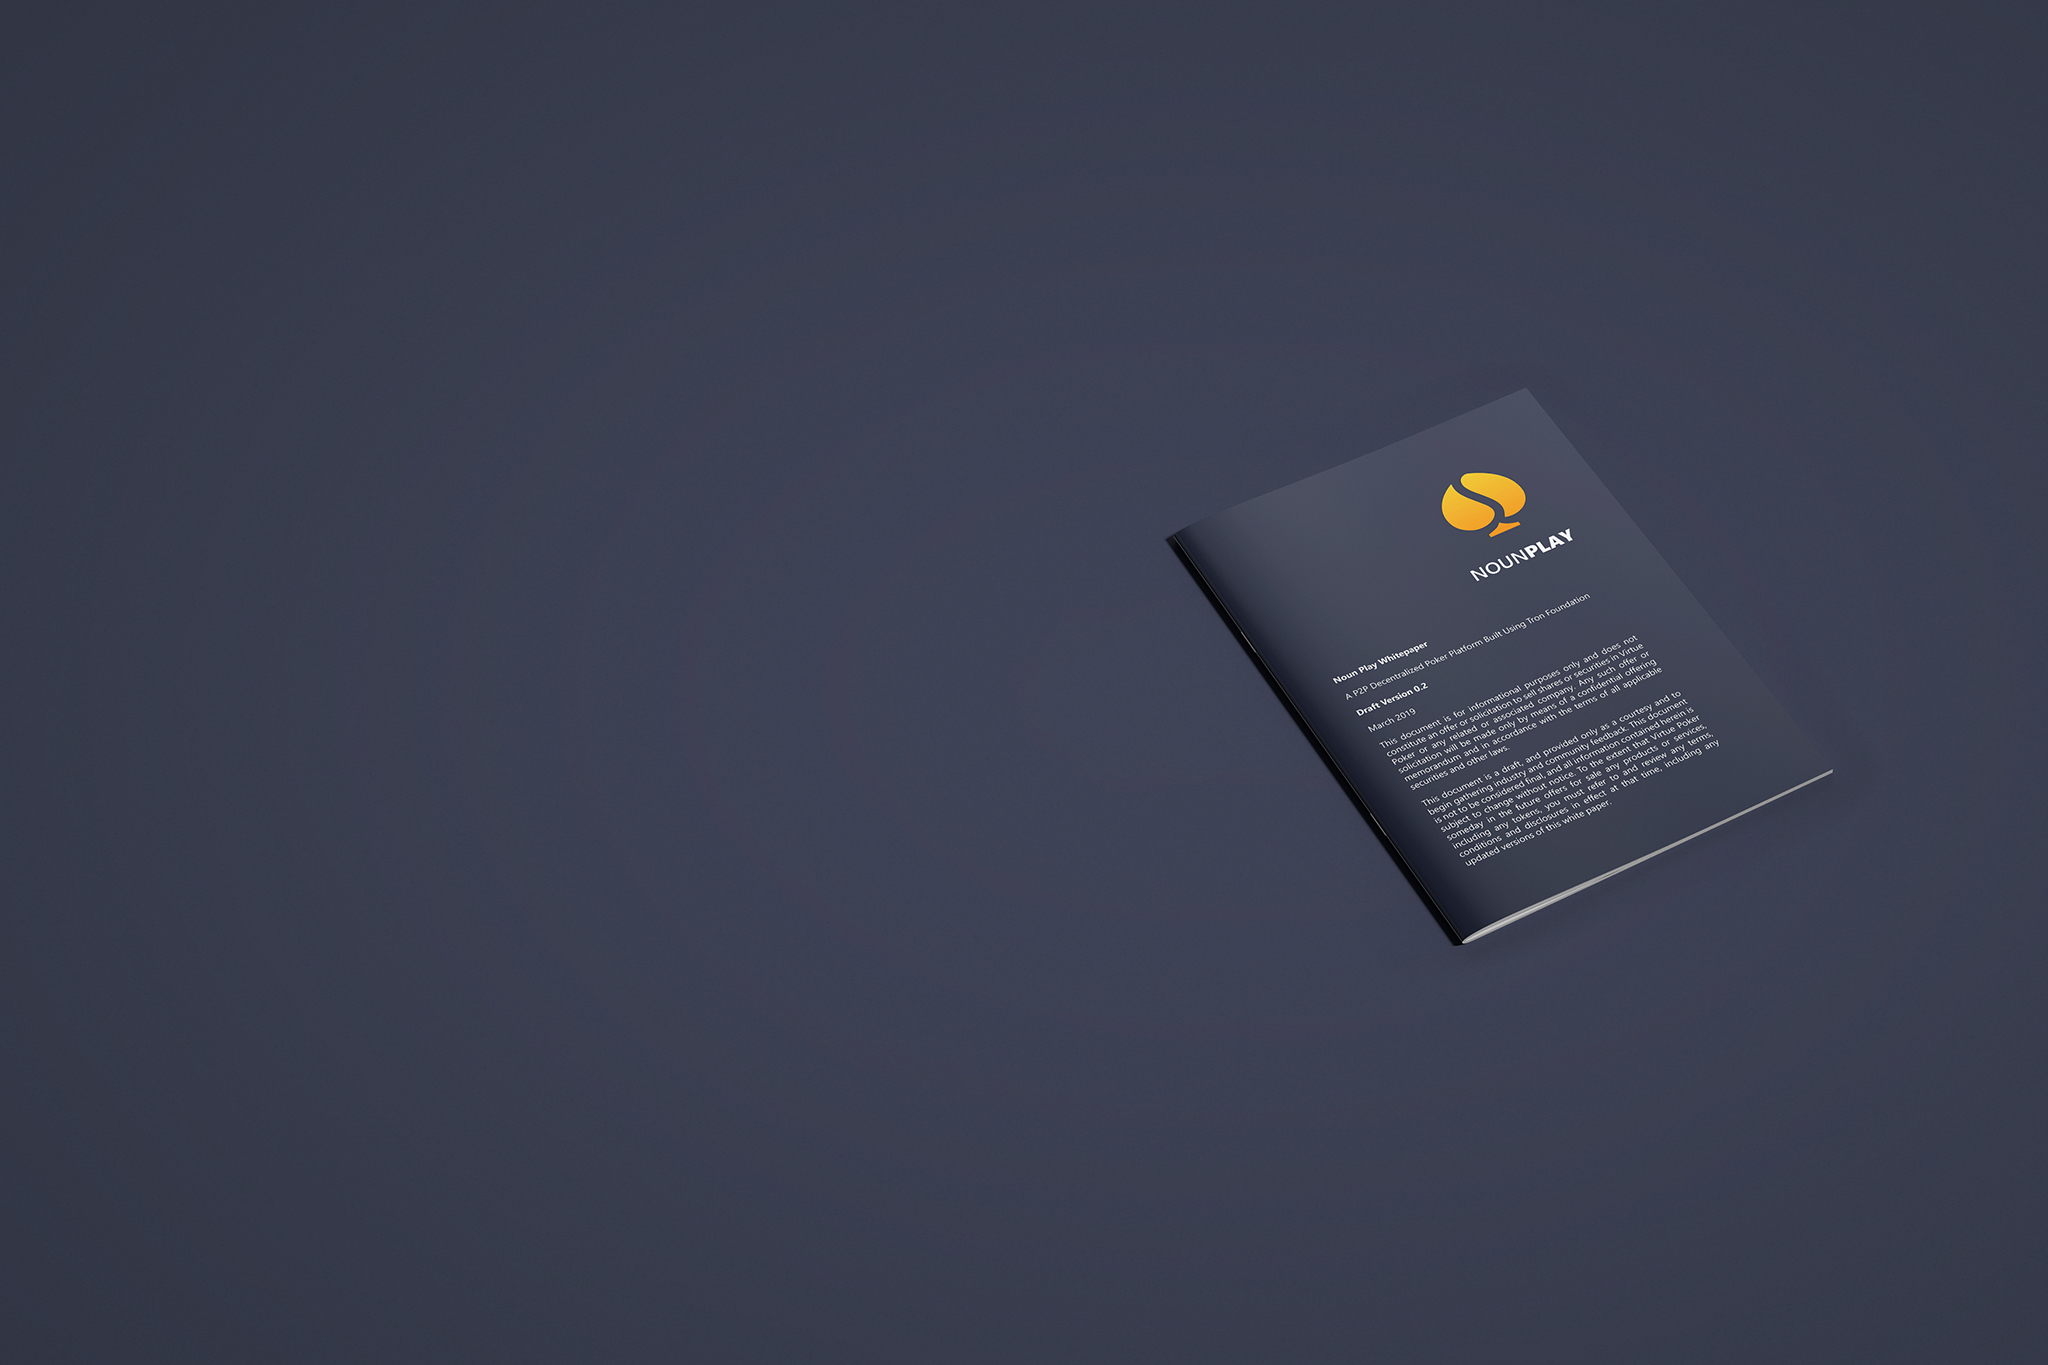 NOUNPLAY
Noun Play Whitepaper
A P2P Decentralized Poker Platform Built Using Tron Foundation
Draft Version 0.2
March 2019
This document is for informational purposes only and does not
constitute an offer or solicitation to sell shares or securities in Virtue
Poker or any related or associated company. Any such offer or
solicitation will be made only by means of a confidential offering
memorandum and in accordance with the terms of all applicable
securities and other laws.
This document is a draft, and provided only as a courtesy and to
begin gathering industry and community feedback. This document
is not to be considered final, and all information contained herein is
subject to change without notice. To the extent that Virtue Poker
someday in the future offers for sale any products or services,
including any tokens, you must refer to and review any terms,
conditions and disclosures in effect at that time, including any
updated versions of this white paper.